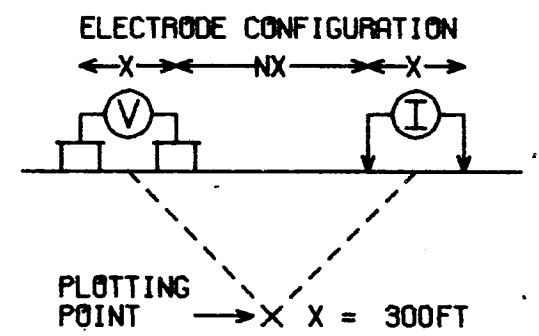 ELECTRODE CONFIGURATION
X NX X
V I
PLOTTING
POINT X X = 300FT